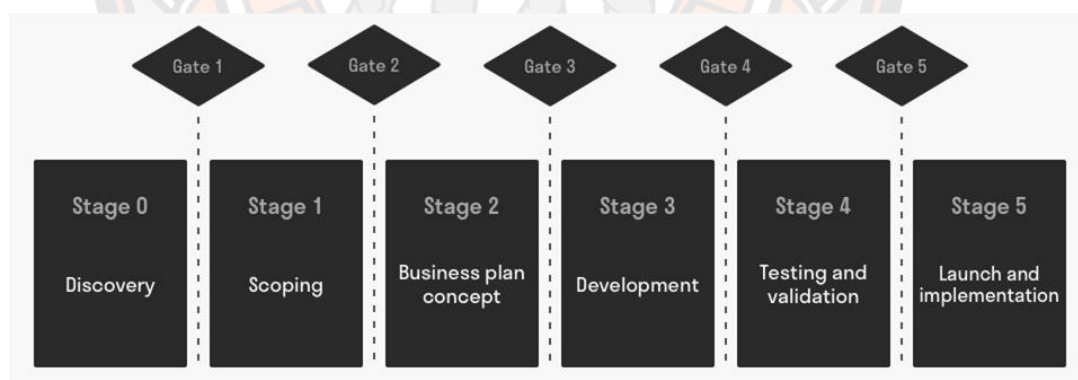 Gate 1
Gate 2
Gate 3
Gate 4
Gate 5
Stage 0
Discovery
Stage 1
Scoping
Stage 2
Business plan
concept
Stage 3
Development
Stage 4
Testing and
validation
Stage 5
Launch and
implementation